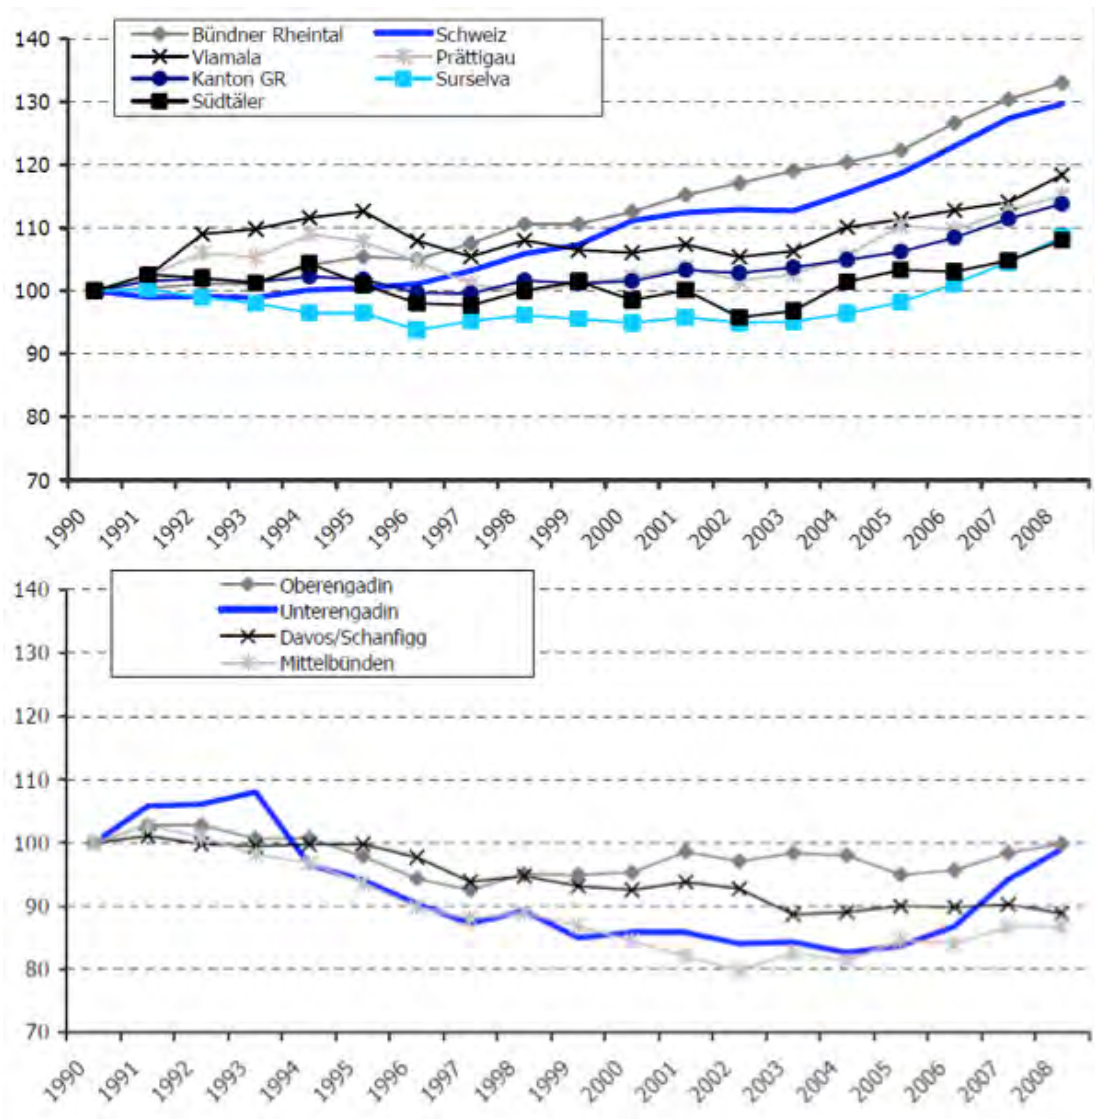 140
130
120
110
100
90
80
70
Bündner Rheintal Schweiz
Viamala Prättigau
Kanton GR Surselva
Südtäler
1990 1991 1992 1993 1994 1995 1996 1997 1998 1999 2000 2001 2002 2003 2004 2005 2006 2007 2008
140
130
120
110
100
90
80
70
Oberengadin
Unterengadin
Davos/Schanfigg
Mittelbünden
1990 1991 1992 1993 1994 1995 1996 1997 1998 1999 2000 2001 2002 2003 2004 2005 2006 2007 2008